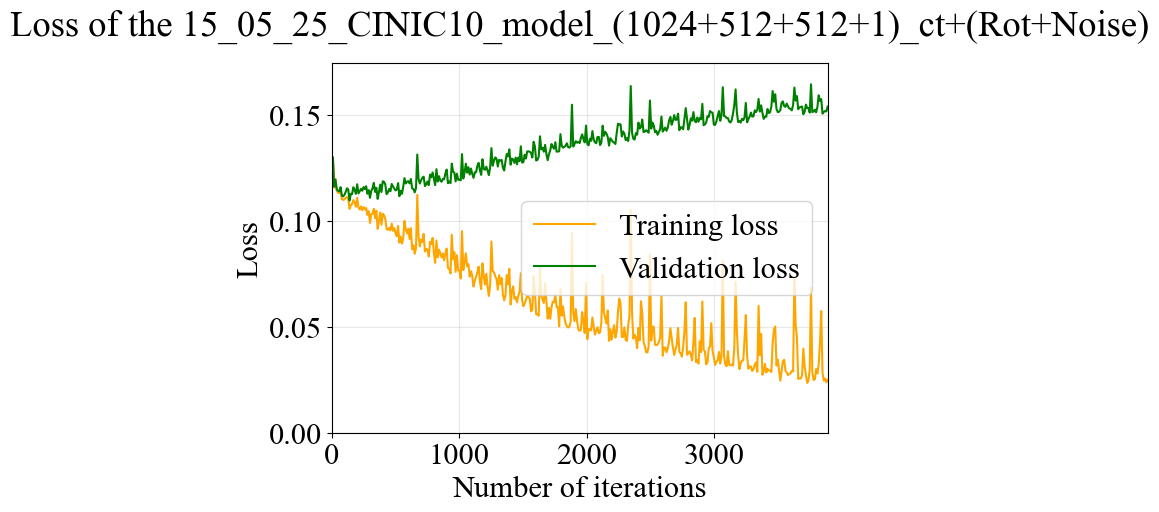 Loss of the 15_05_25_CINIC10_model_(1024+512+512+1)_ct+(Rot+Noise)
0.15
0.10
0.05
0.00
Loss
Training loss
Validation loss
0 1000 2000 3000
Number of iterations